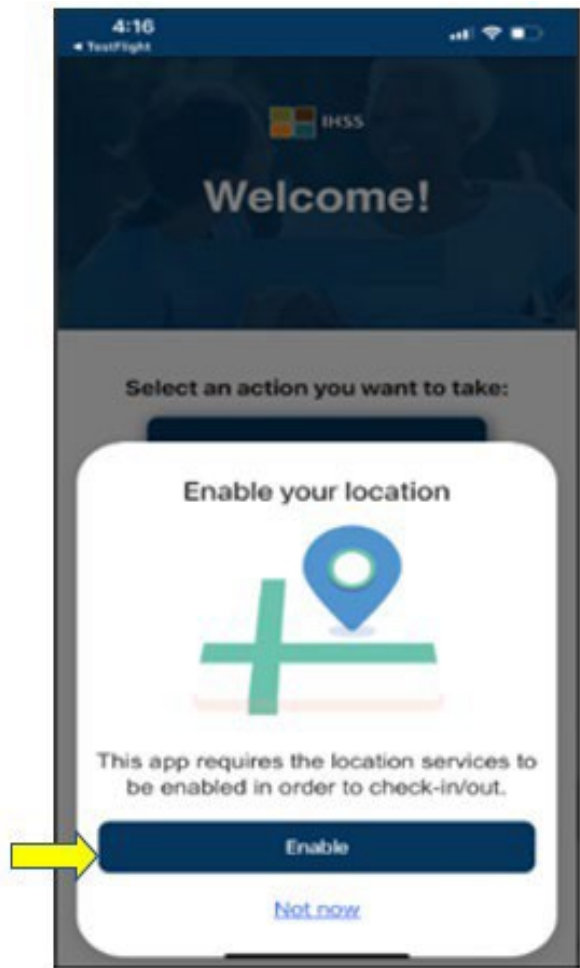 4:16
◀ TestFlight
IHSS
Welcome!
Select an action you want to take:
Enable your location
This app requires the location services to
be enabled in order to check-in/out.
Enable
Not now